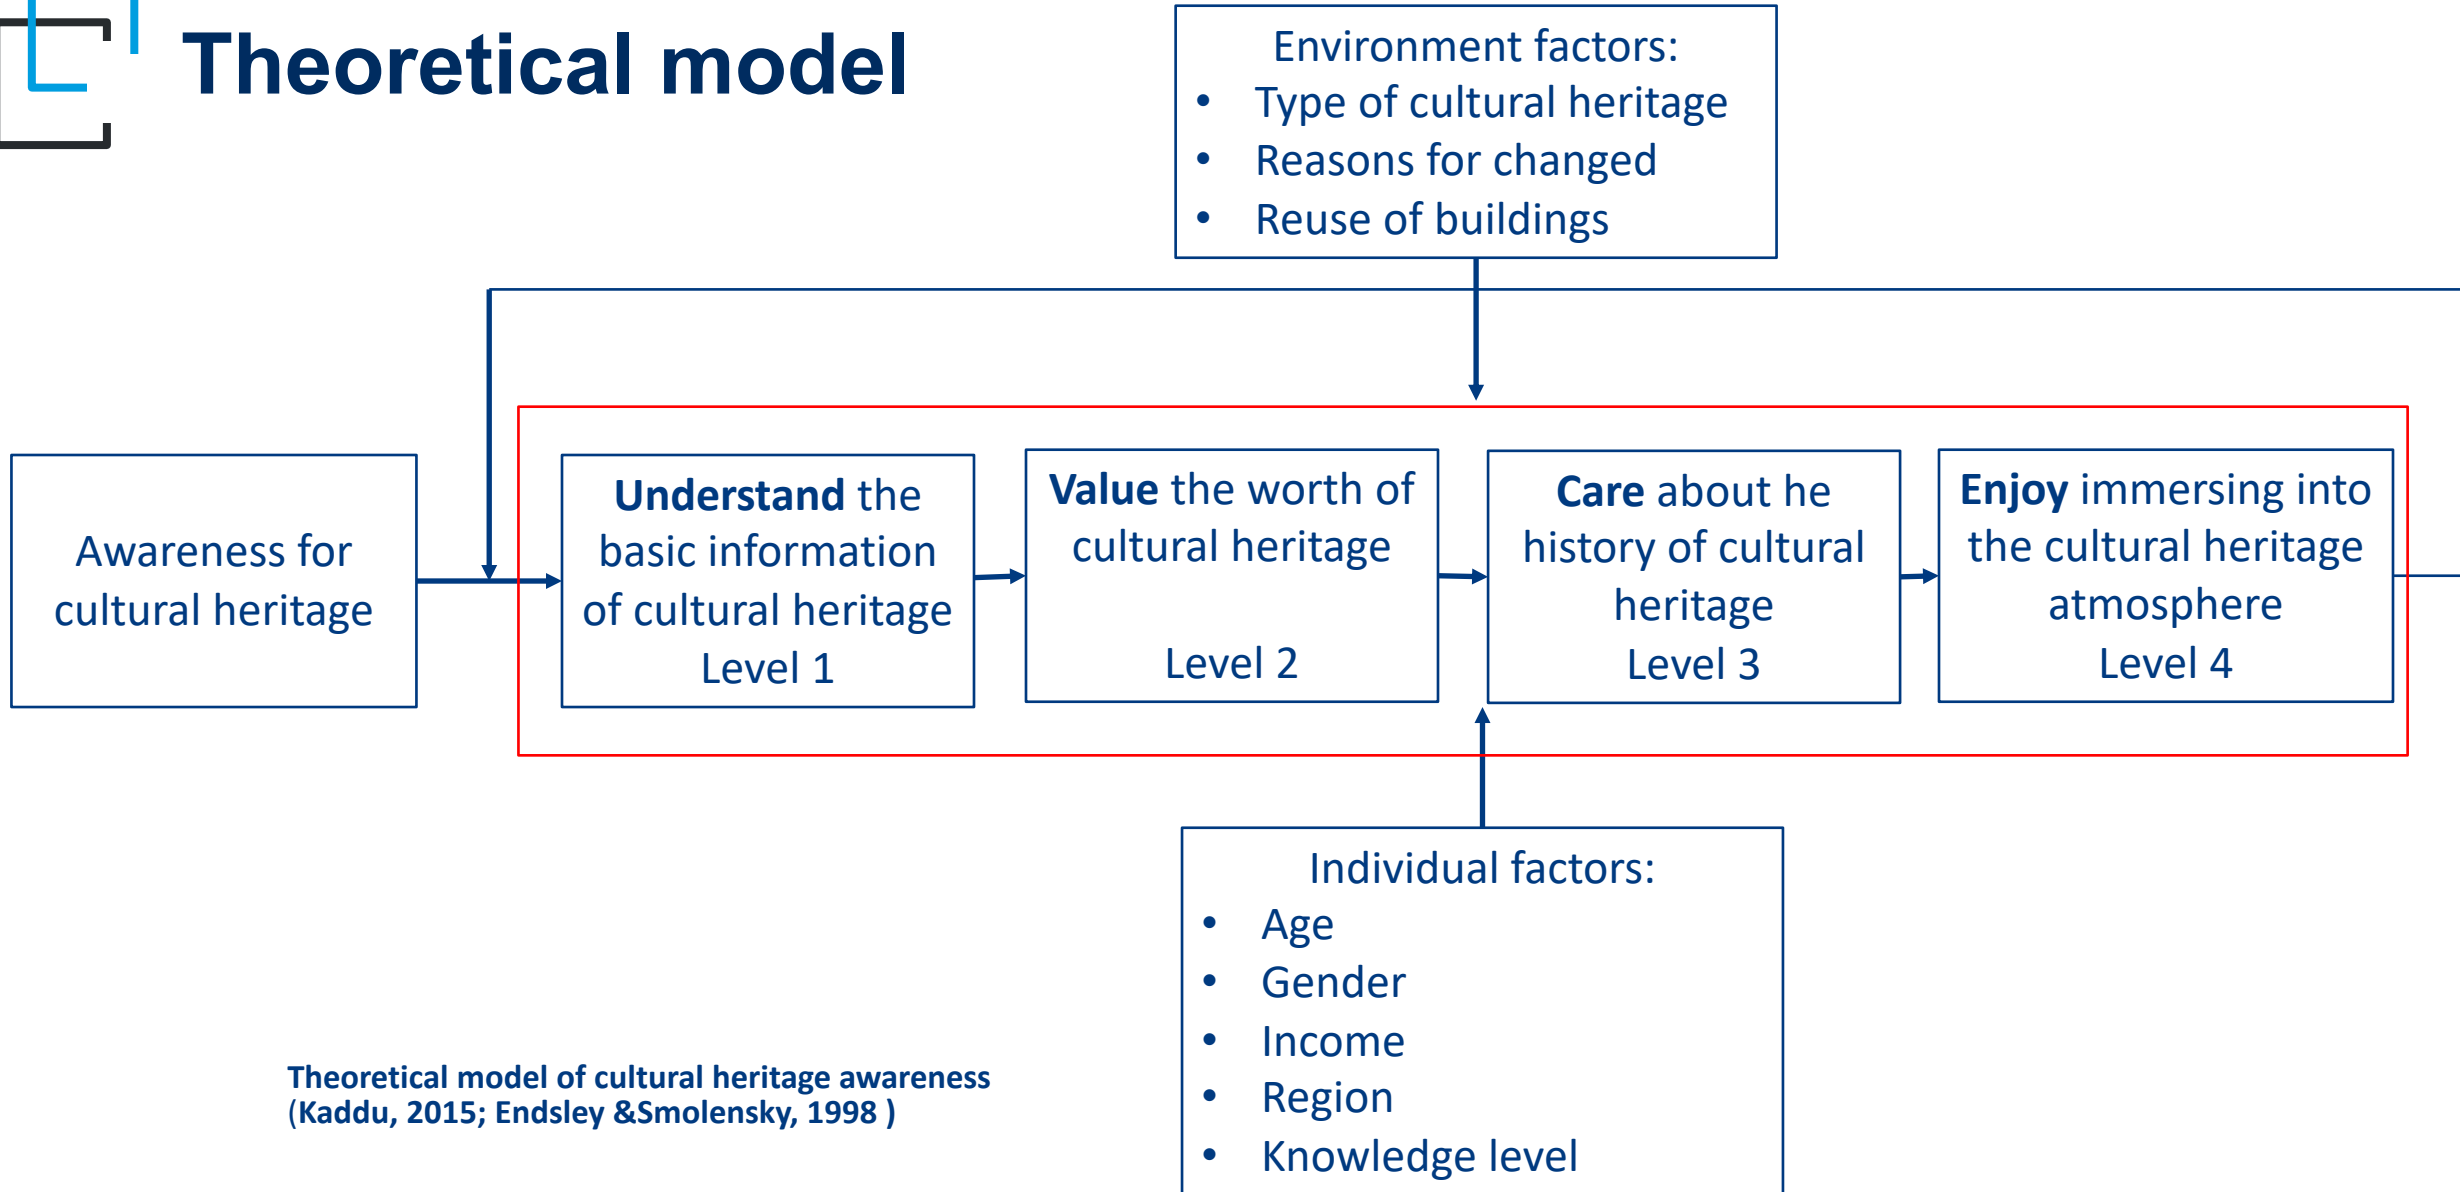 Theoretical model
Environment factors:
• Type of cultural heritage
• Reasons for changed
• Reuse of buildings
Awareness for
cultural heritage
Understand the
basic information
of cultural heritage
Level 1
Value the worth of
cultural heritage
Level 2
Care about he
history of cultural
heritage
Level 3
Enjoy immersing into
the cultural heritage
atmosphere
Level 4
Individual factors:
• Age
• Gender
• Income
• Region
• Knowledge level
Theoretical model of cultural heritage awareness
(Kaddu, 2015; Endsley &Smolensky, 1998 )